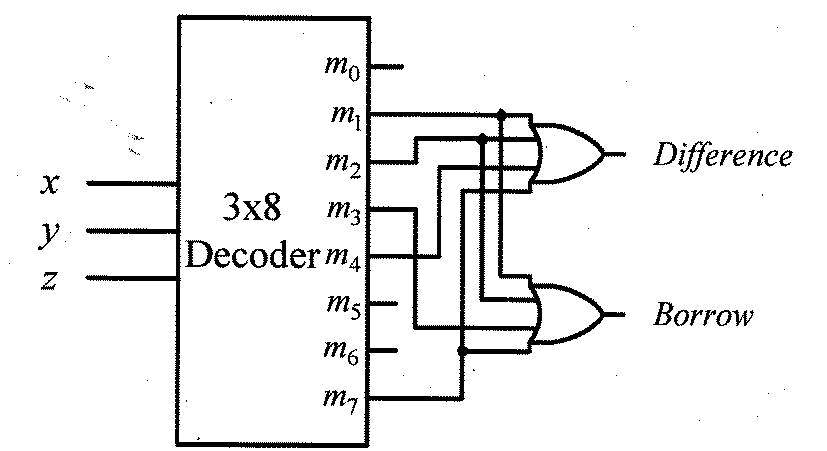 m₀
m₁
m₂
Difference
x
y
z
3x8
Decoder
m₃
m₄
m₅
Borrow
m₆
m₇